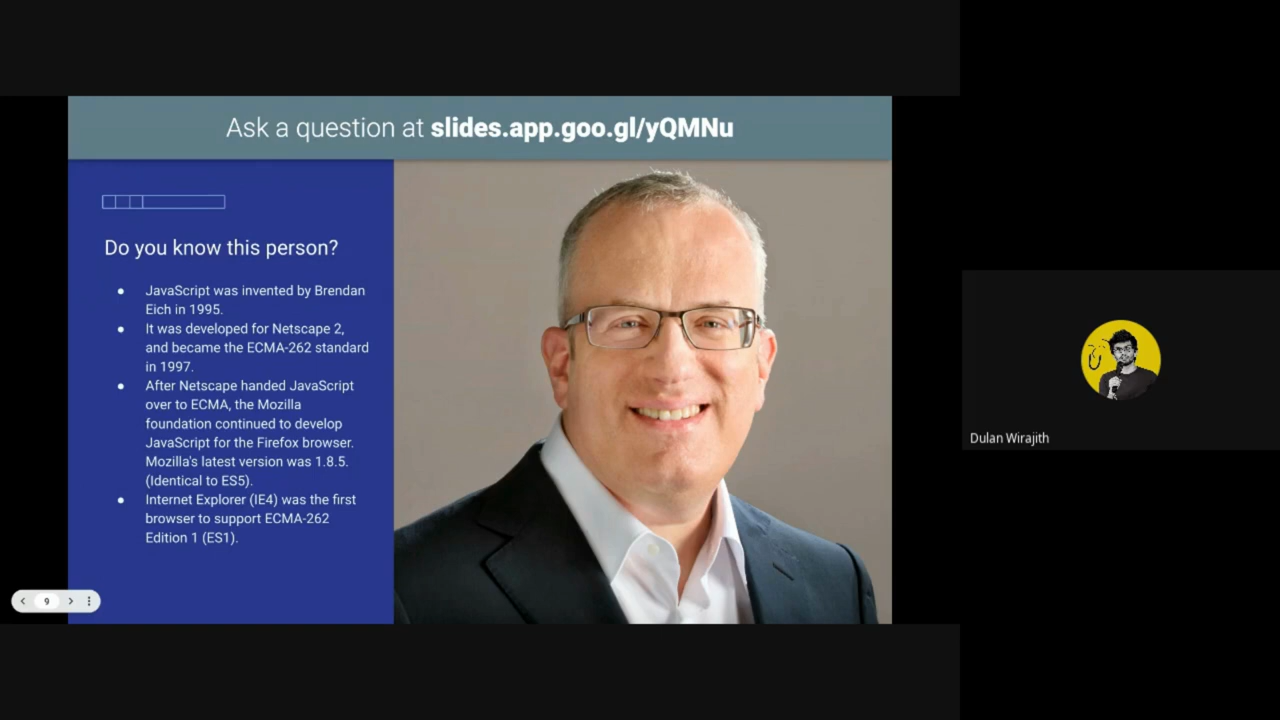 Ask a question at slides.app.goo.gl/yQMNu
Do you know this person?
● JavaScript was invented by Brendan
Eich in 1995.
● It was developed for Netscape 2,
and became the ECMA-262 standard
in 1997.
● After Netscape handed JavaScript
over to ECMA, the Mozilla
foundation continued to develop
JavaScript for the Firefox browser.
Mozilla's latest version was 1.8.5.
(Identical to ES5).
● Internet Explorer (IE4) was the first
browser to support ECMA-262
Edition 1 (ES1).
9
Dulan Wirajith